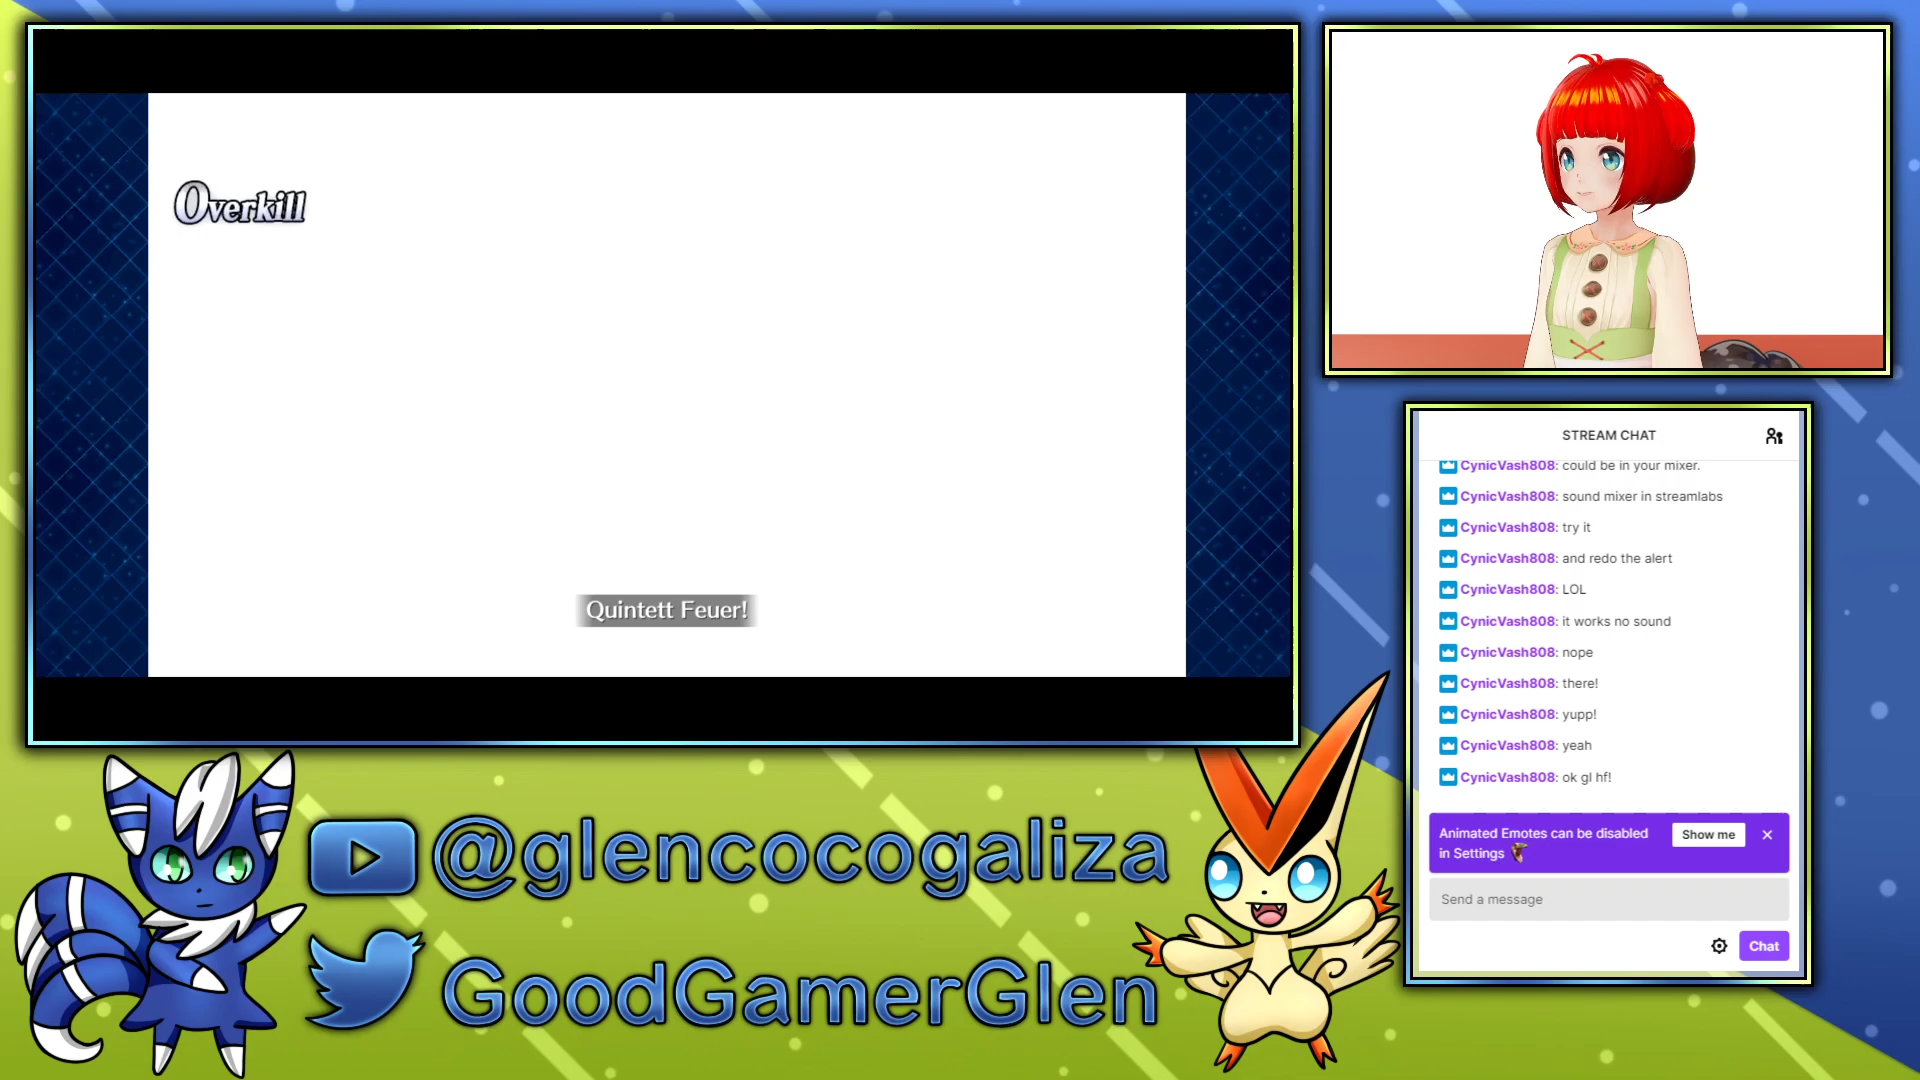 Overkill
Quintett Feuer!
STREAM CHAT
CynicVash808: could be in your mixer.
CynicVash808: sound mixer in streamlabs
CynicVash808: try it
CynicVash808: and redo the alert
CynicVash808: LOL
CynicVash808: it works no sound
CynicVash808: nope
CynicVash808: there!
CynicVash808: yupp!
CynicVash808: yeah
CynicVash808: ok gl hf!
Animated Emotes can be disabled
in Settings
Show me
Send a message
Chat
@glencocogaliza
GoodGamerGlen